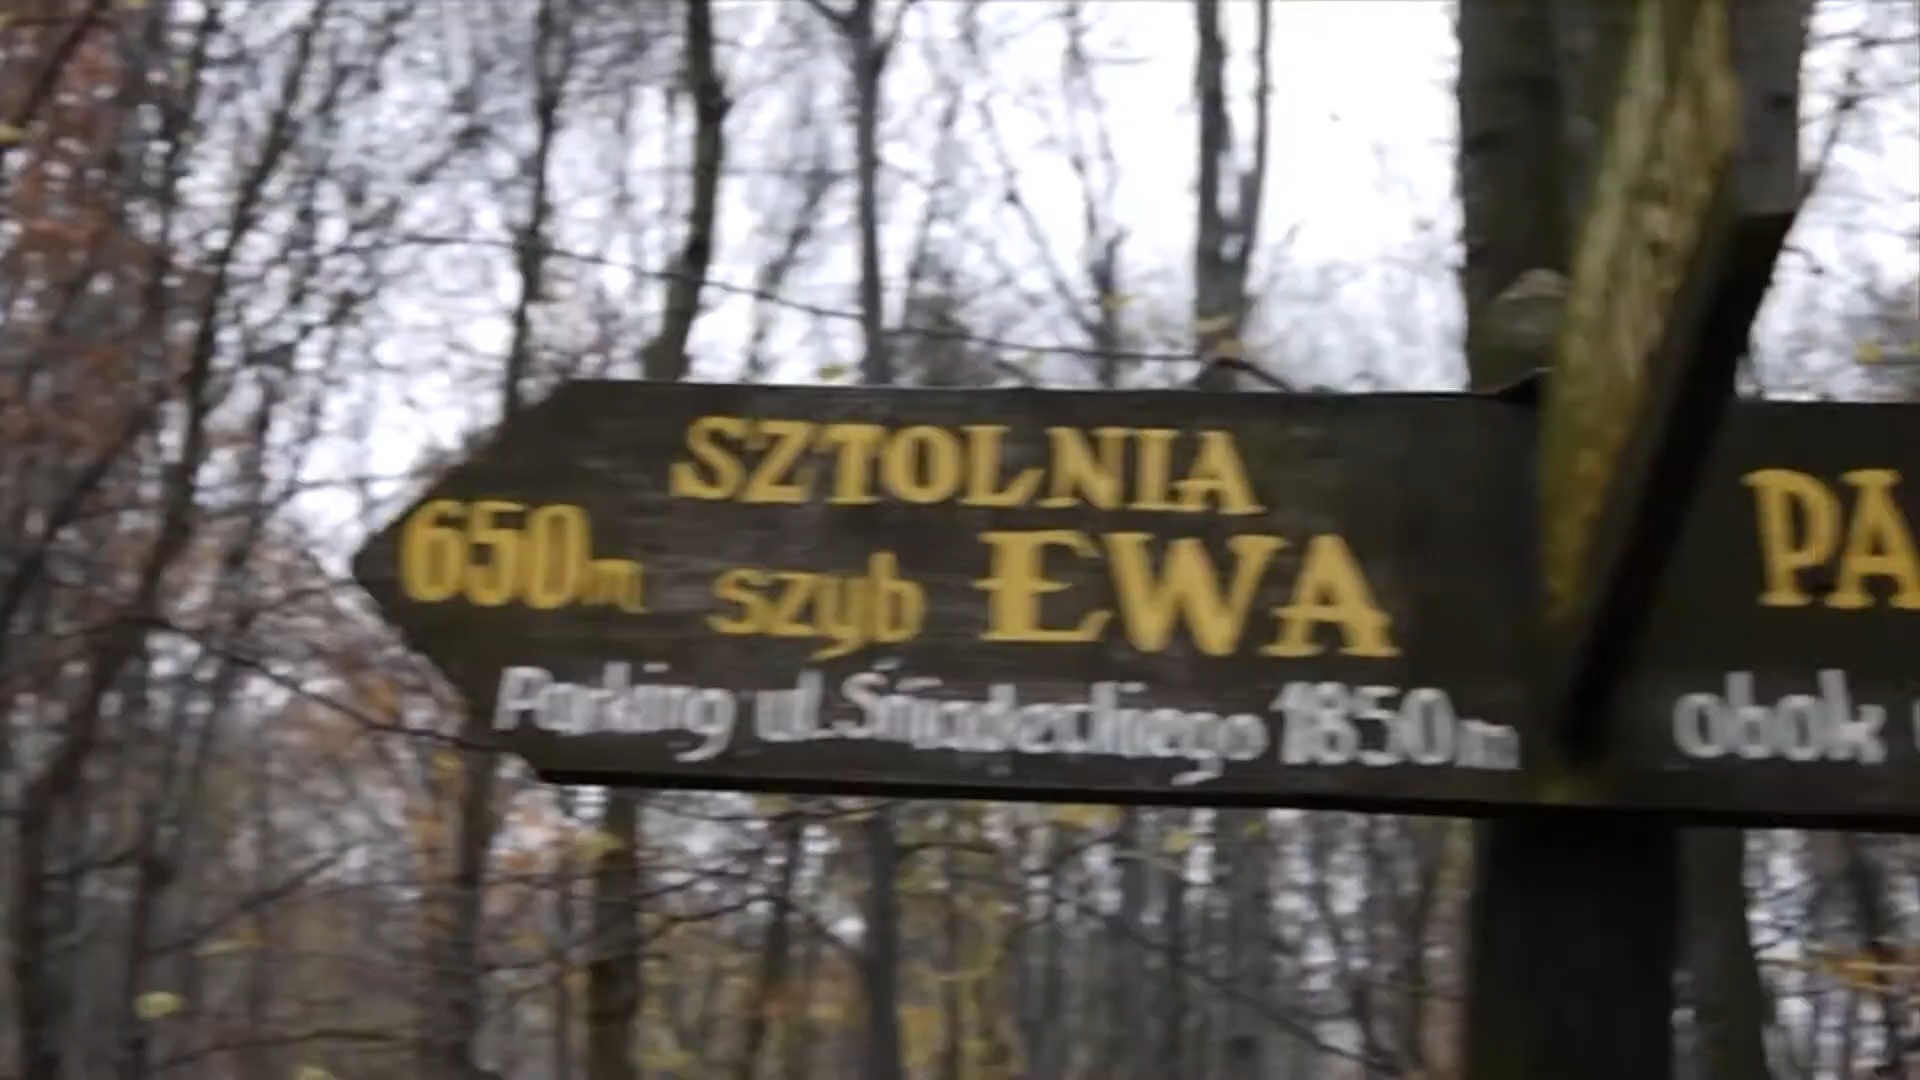 SZTOLNIA
650m szyb EWA
Parking ul. Śniadeckiego 1850m
PA
obok